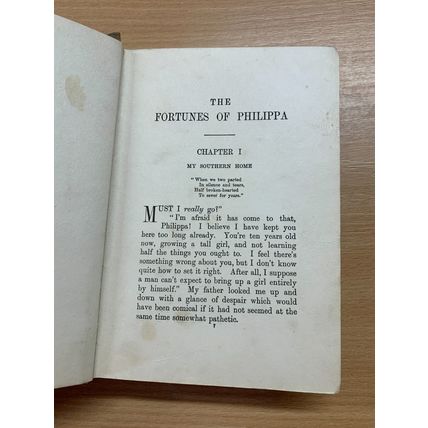 THE
FORTUNES OF PHILIPPA
CHAPTER I
MY SOUTHERN HOME
"When we two parted
In silence and tears,
Half broken-hearted
To sever for years."
MUST I really go?"
"I'm afraid it has come to that,
Philippa! I believe I have kept you
here too long already. You're ten years old
now, growing a tall girl, and not learning
half the things you ought to. I feel there's
something wrong about you, but I don't know
quite how to set it right. After all, I suppose
a man can't expect to bring up a girl entirely
by himself." My father looked me up and
down with a glance of despair which would
have been comical if it had not seemed at the
same time somewhat pathetic.